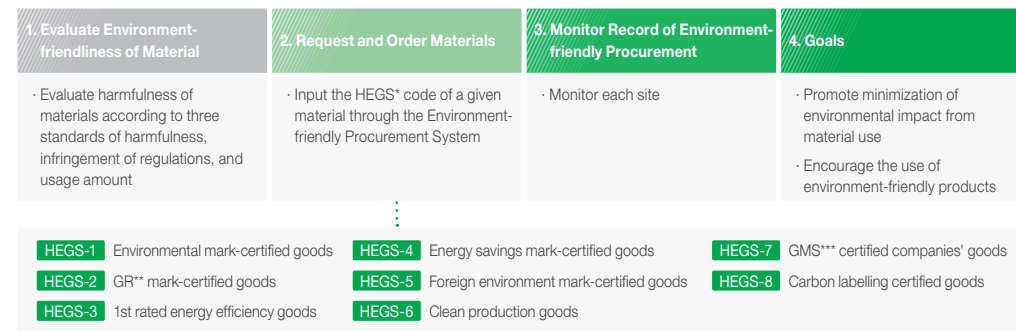 1. Evaluate Environment-
friendliness of Material
2. Request and Order Materials
3. Monitor Record of Environment-
friendly Procurement
4. Goals
· Evaluate harmfulness of
materials according to three
standards of harmfulness,
infringement of regulations, and
usage amount
· Input the HEGS* code of a given
material through the Environment-
friendly Procurement System
· Monitor each site
· Promote minimization of
environmental impact from
material use
· Encourage the use of
environment-friendly products
HEGS-1 Environmental mark-certified goods
HEGS-2 GR** mark-certified goods
HEGS-3 1st rated energy efficiency goods
HEGS-4 Energy savings mark-certified goods
HEGS-5 Foreign environment mark-certified goods
HEGS-6 Clean production goods
HEGS-7 GMS*** certified companies' goods
HEGS-8 Carbon labelling certified goods